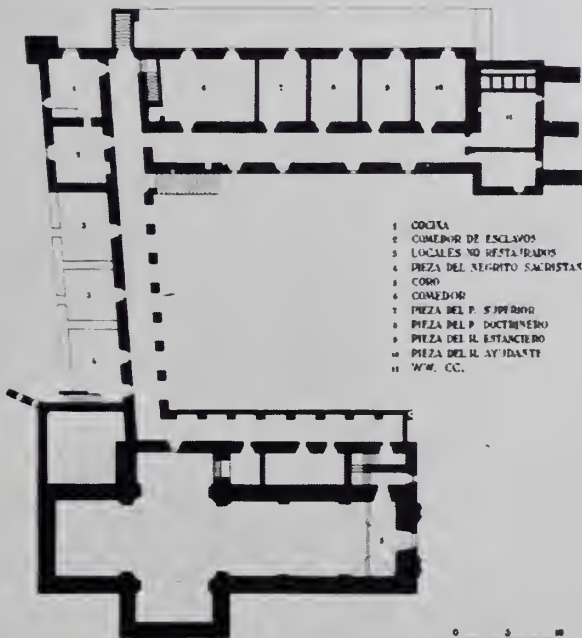 1 COCINA
2 COMEDOR DE ESCLAVOS
3 LOCALES NO RESTAURADOS
4 PIEZA DEL NEGRITO SACRISTAN
5 CORO
6 COMEDOR
7 PIEZA DEL P. SUPERIOR
8 PIEZA DEL P. DOCTRINERO
9 PIEZA DEL H. ESTANCIERO
10 PIEZA DEL H. AYUDANTE
11 WW. CC.
0 5 10